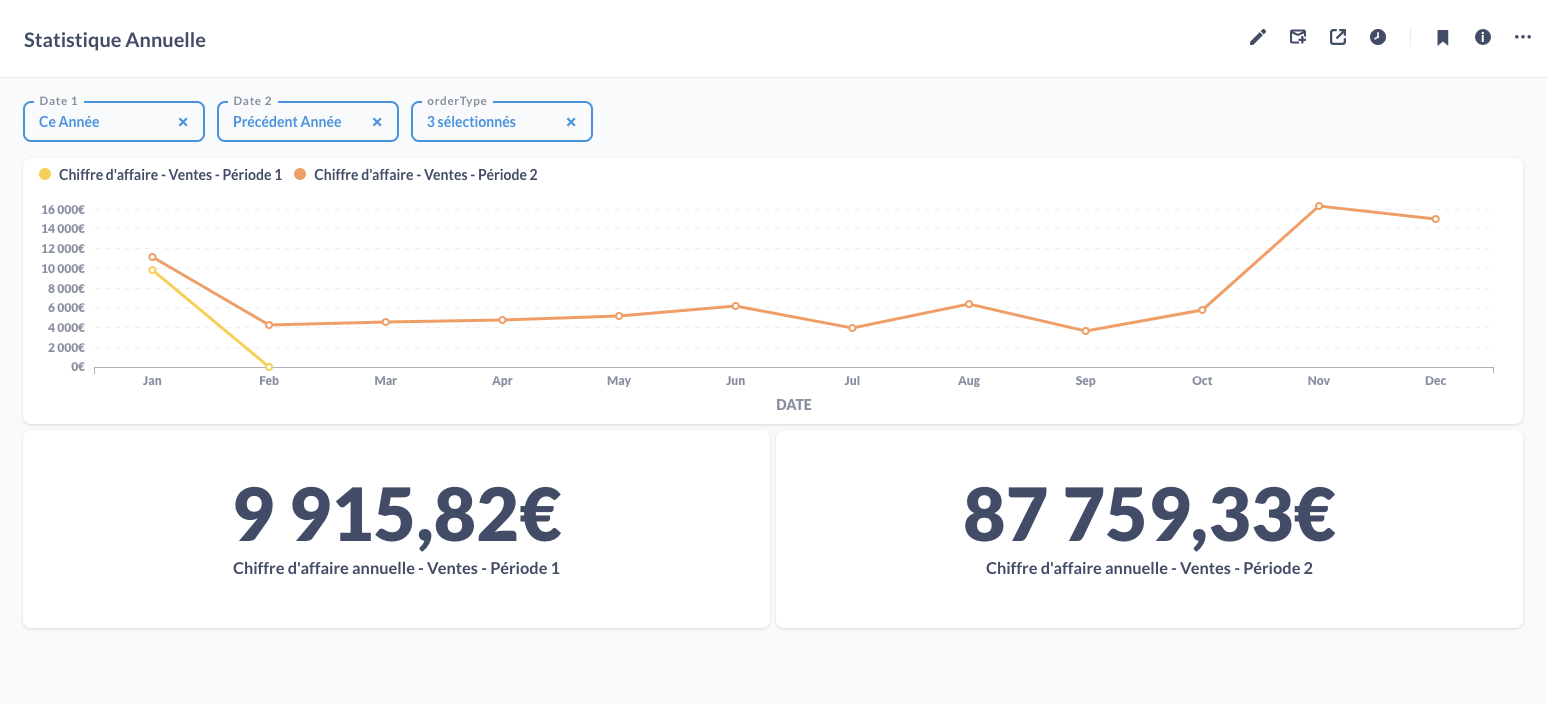 Statistique Annuelle
Date 1
Date 2
orderType
Ce Année
Précédent Année
3 sélectionnés
Chiffre d'affaire - Ventes - Période 1
Chiffre d'affaire - Ventes - Période 2
16 000€
14 000€
12 000€
10 000€
8 000€
6 000€
4 000€
2 000€
0€
Jan Feb Mar Apr May Jun Jul Aug Sep Oct Nov Dec
DATE
9 915,82€
Chiffre d'affaire annuelle - Ventes - Période 1
87 759,33€
Chiffre d'affaire annuelle - Ventes - Période 2